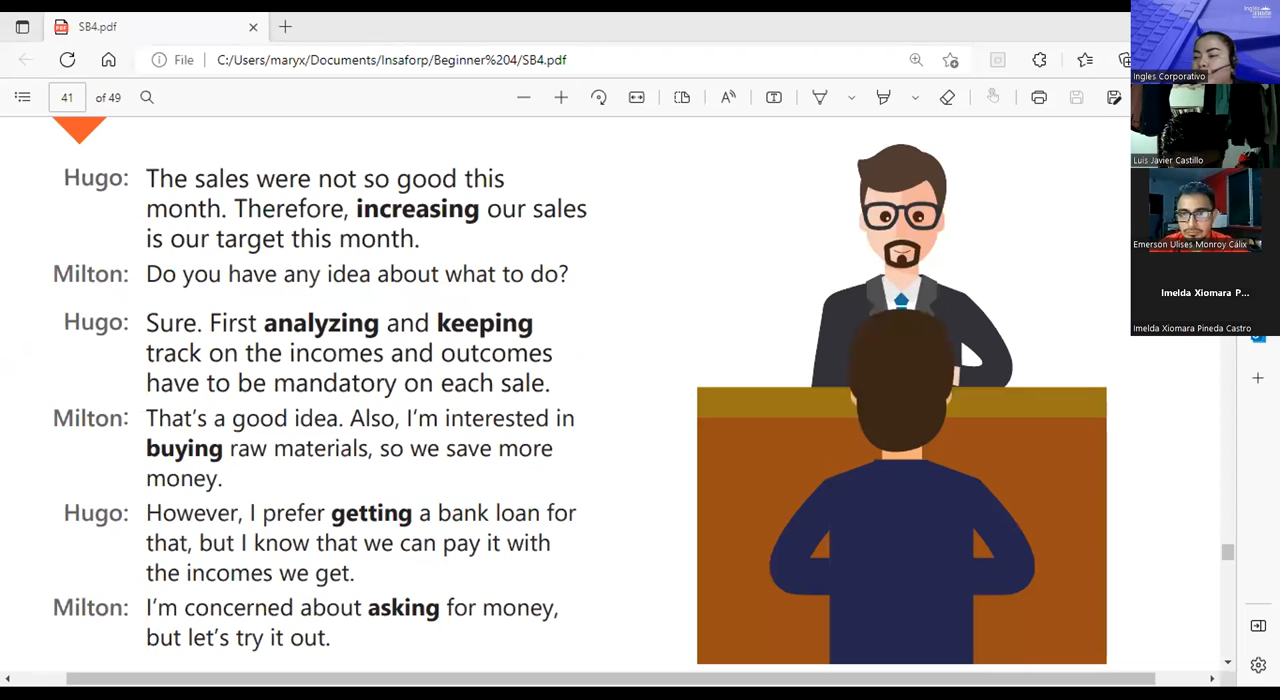 SB4.pdf
File C:/Users/maryx/Documents/Insaforp/Beginner%204/SB4.pdf
41 of 49
Hugo: The sales were not so good this
month. Therefore, increasing our sales
is our target this month.
Milton: Do you have any idea about what to do?
Hugo: Sure. First analyzing and keeping
track on the incomes and outcomes
have to be mandatory on each sale.
Milton: That's a good idea. Also, I'm interested in
buying raw materials, so we save more
money.
Hugo: However, I prefer getting a bank loan for
that, but I know that we can pay it with
the incomes we get.
Milton: I'm concerned about asking for money,
but let's try it out.
Ingles Corporativo
Luis Javier Castillo
Emerson Ulises Monroy Cálix
Imelda Xiomara P...
Imelda Xiomara Pineda Castro